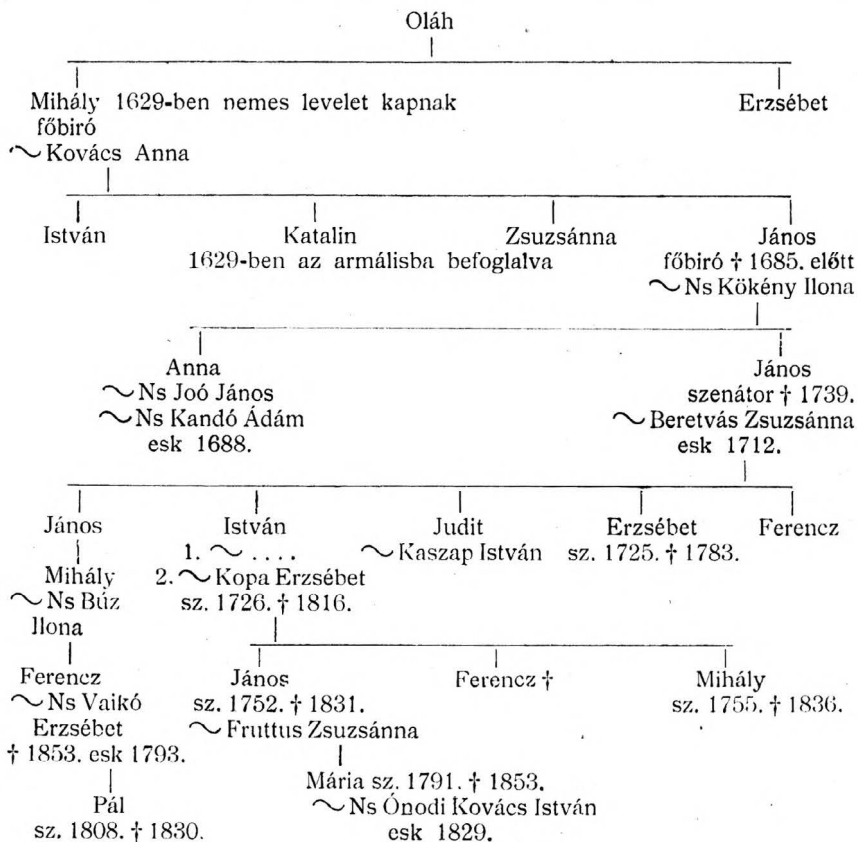 Oláh
Mihály 1629-ben nemes levelet kapnak Erzsébet
főbiró
~ Kovács Anna
István Katalin Zsuzsánna János
1629-ben az armálisba befoglalva főbiró † 1685. előtt
~ Ns Kökény Ilona
Anna János
~ Ns Joó János szenátor † 1739.
~ Ns Kandó Ádám ~ Beretvás Zsuzsánna
esk 1688. esk 1712.
János István Judit Erzsébet Ferencz
1. ~ . . . . ~ Kaszap István sz. 1725. † 1783.
Mihály 2. ~ Kopa Erzsébet
~ Ns Búz sz. 1726. † 1816.
Ilona
Ferencz János Ferencz † Mihály
~ Ns Vaikó sz. 1752. † 1831. sz. 1755. † 1836.
Erzsébet ~ Fruttus Zsuzsánna
† 1853. esk 1793.
Mária sz. 1791. † 1853.
Pál ~ Ns Ónodi Kovács István
sz. 1808. † 1830. esk 1829.